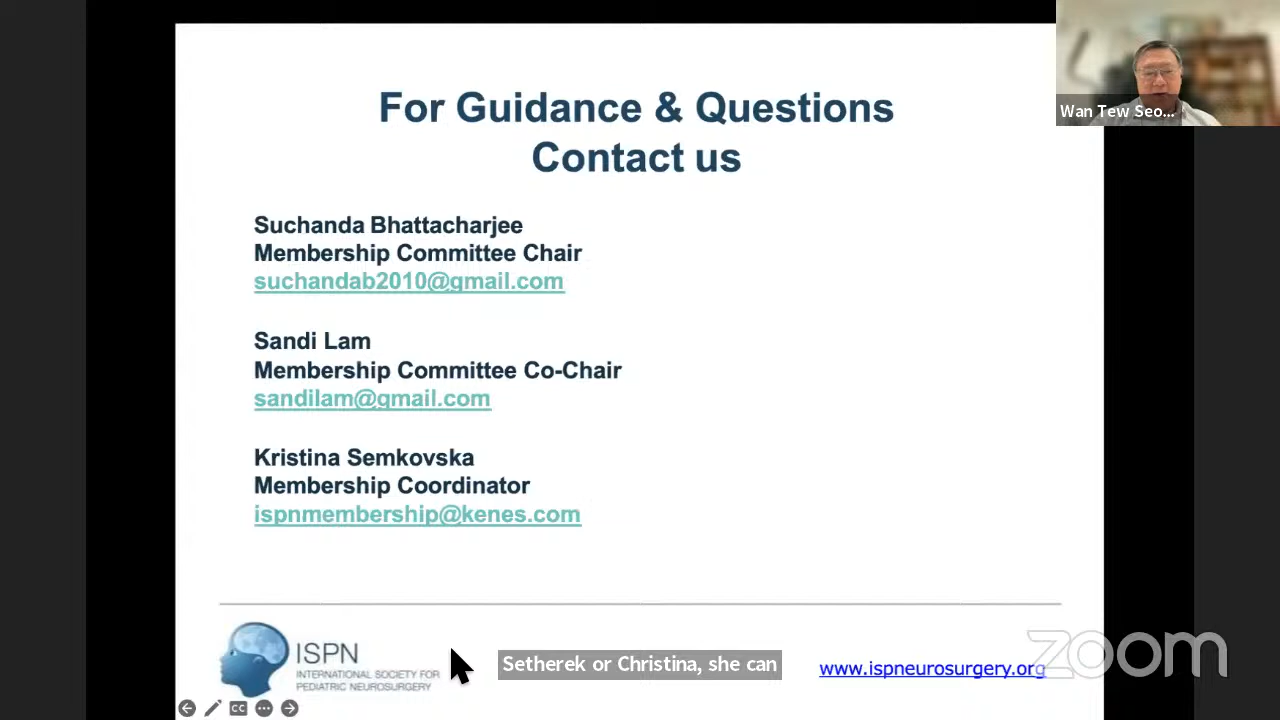 For Guidance & Questions
Contact us
Wan Tew Seo...
Suchanda Bhattacharjee
Membership Committee Chair
suchandab2010@gmail.com
Sandi Lam
Membership Committee Co-Chair
sandilam@gmail.com
Kristina Semkovska
Membership Coordinator
ispnmembership@kenes.com
ISPN
INTERNATIONAL SOCIETY FOR
PEDIATRIC NEUROSURGERY
Setherek or Christina, she can
www.ispneurosurgery.org
zoom
CC